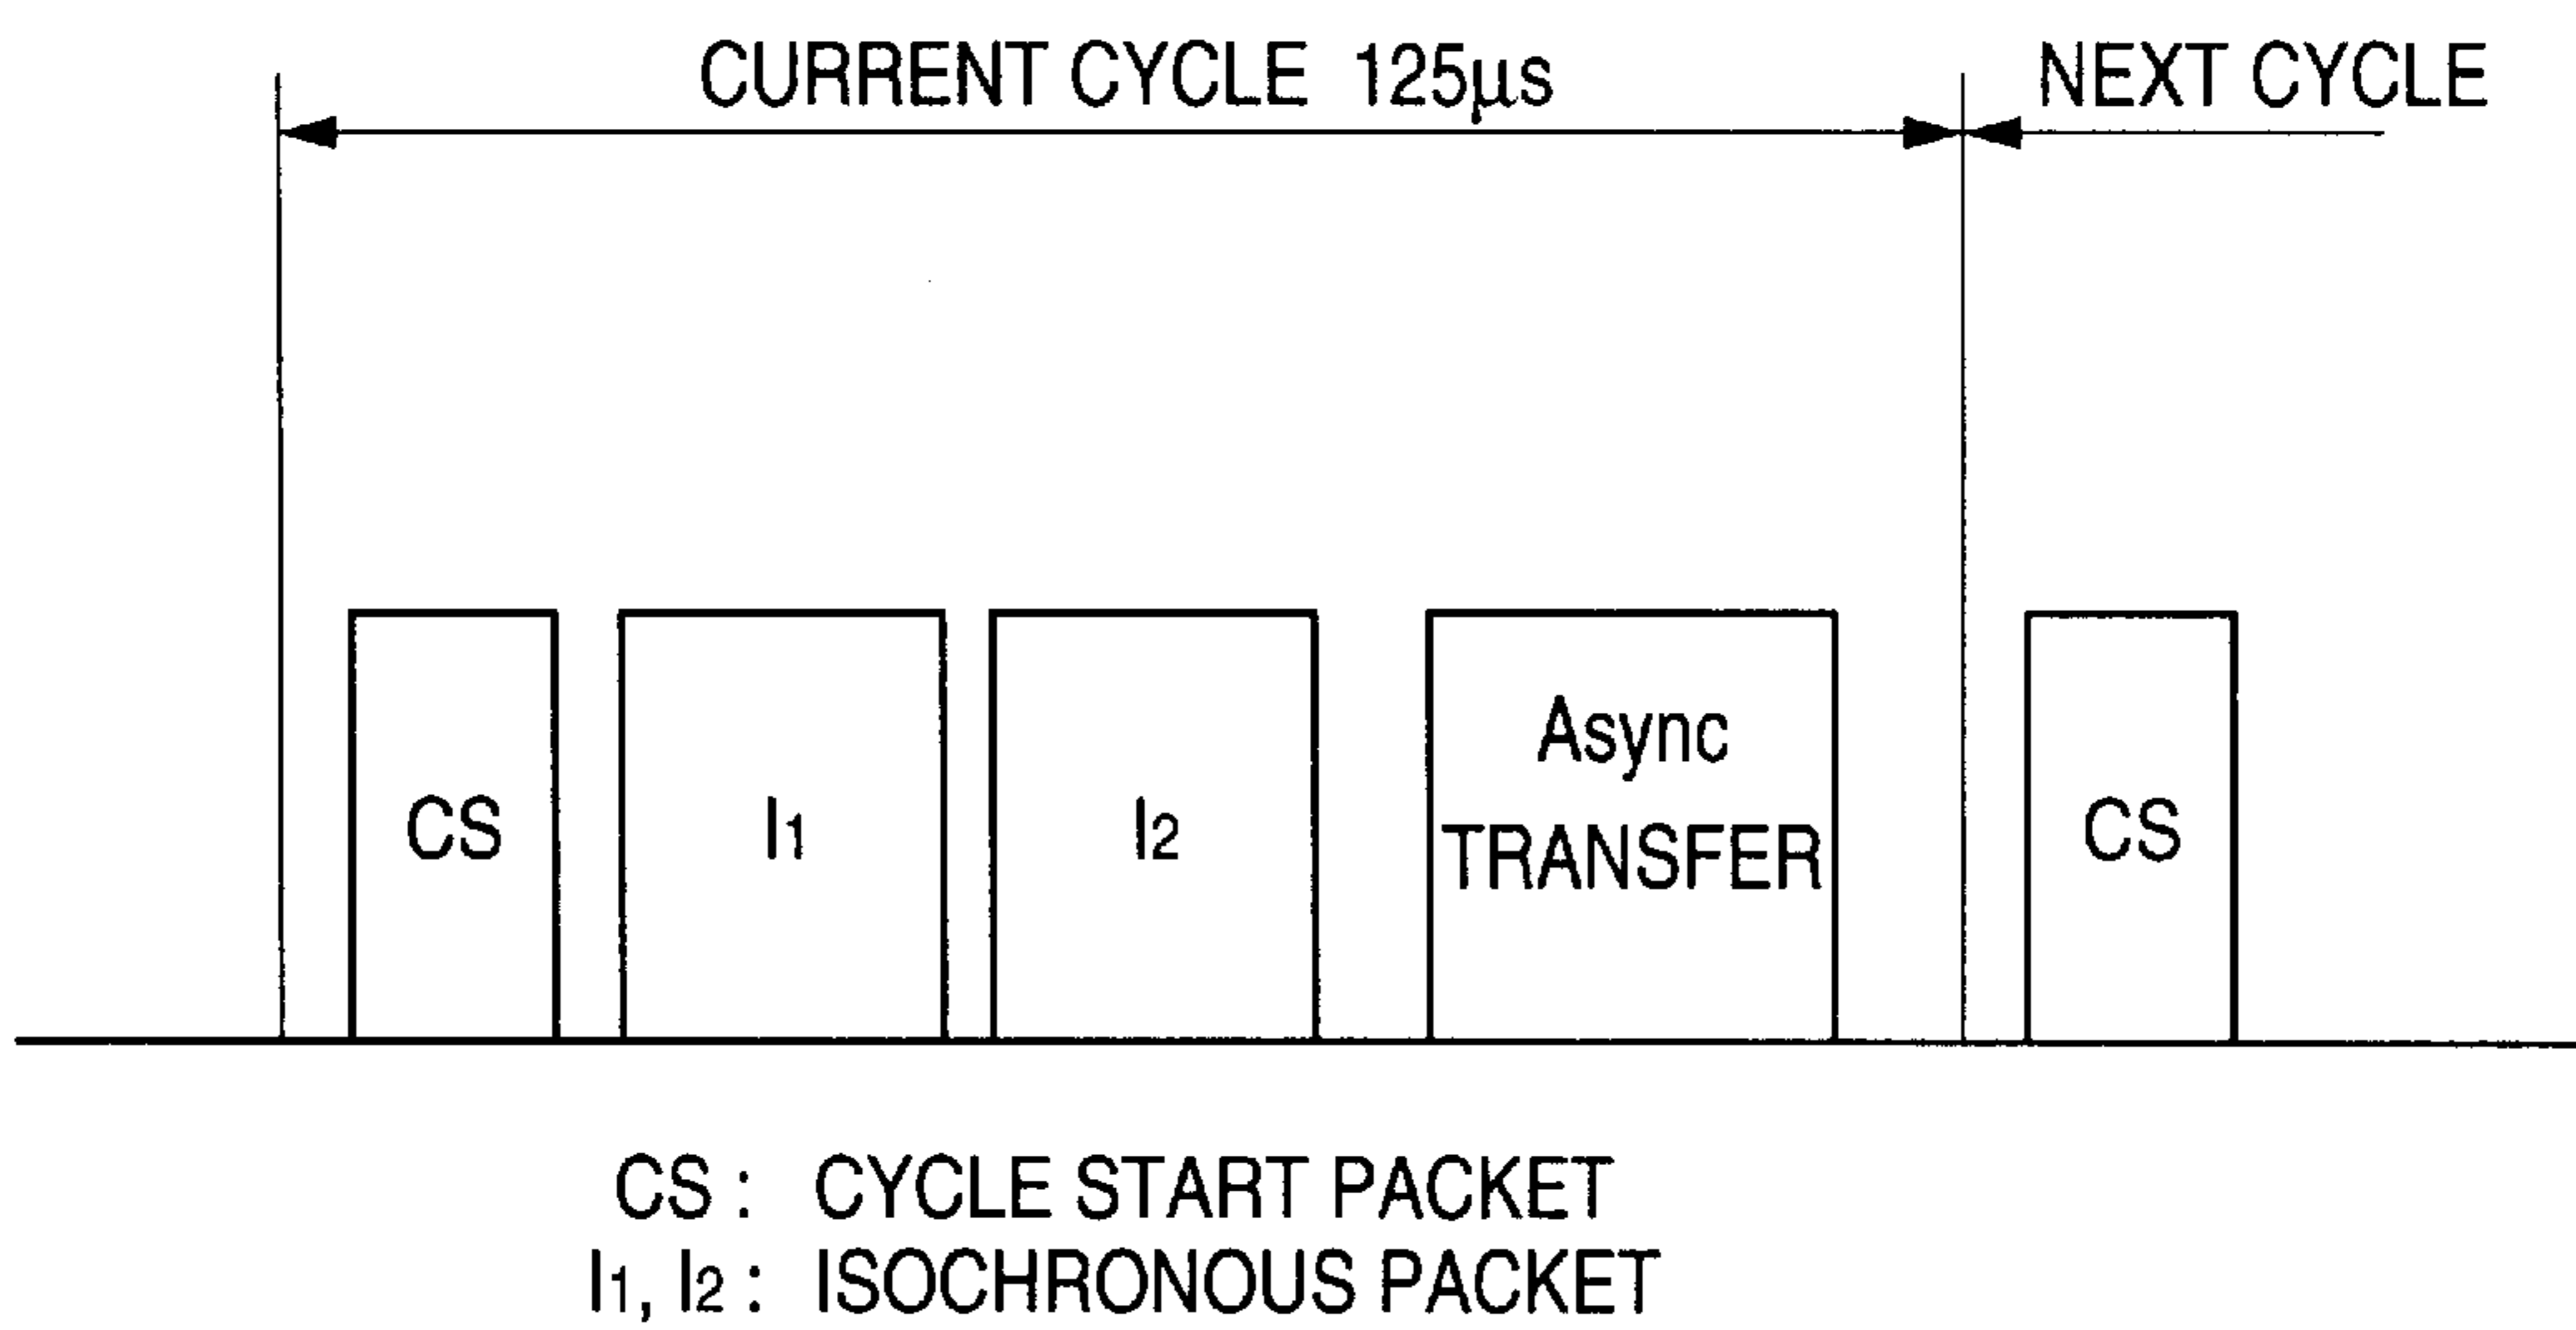 CURRENT CYCLE 125µs
NEXT CYCLE
CS
I1
I2
Async
TRANSFER
CS
CS : CYCLE START PACKET
I1, I2 : ISOCHRONOUS PACKET